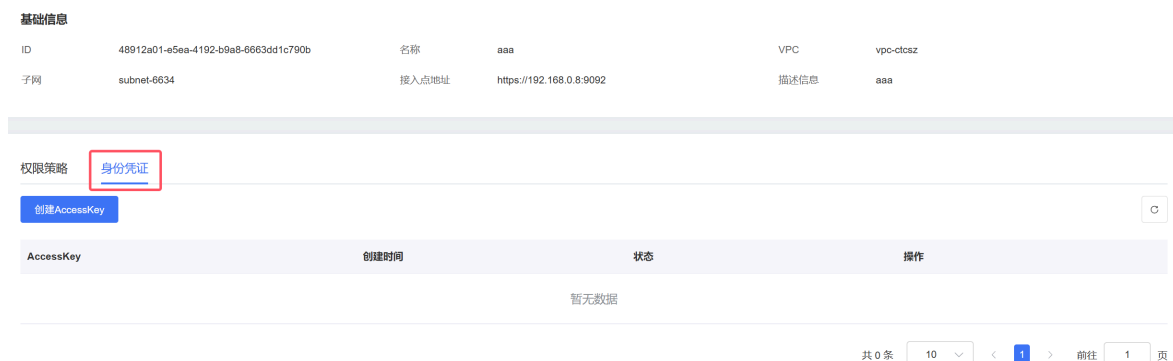 基础信息
ID 48912a01-e5ea-4192-b9a8-6663dd1c790b 名称 aaa VPC vpc-ctcsz
子网 subnet-6634 接入点地址 https://192.168.0.8:9092 描述信息 aaa
权限策略 身份凭证
创建AccessKey
AccessKey 创建时间 状态 操作
暂无数据
共 0 条 10 1 前往 1 页